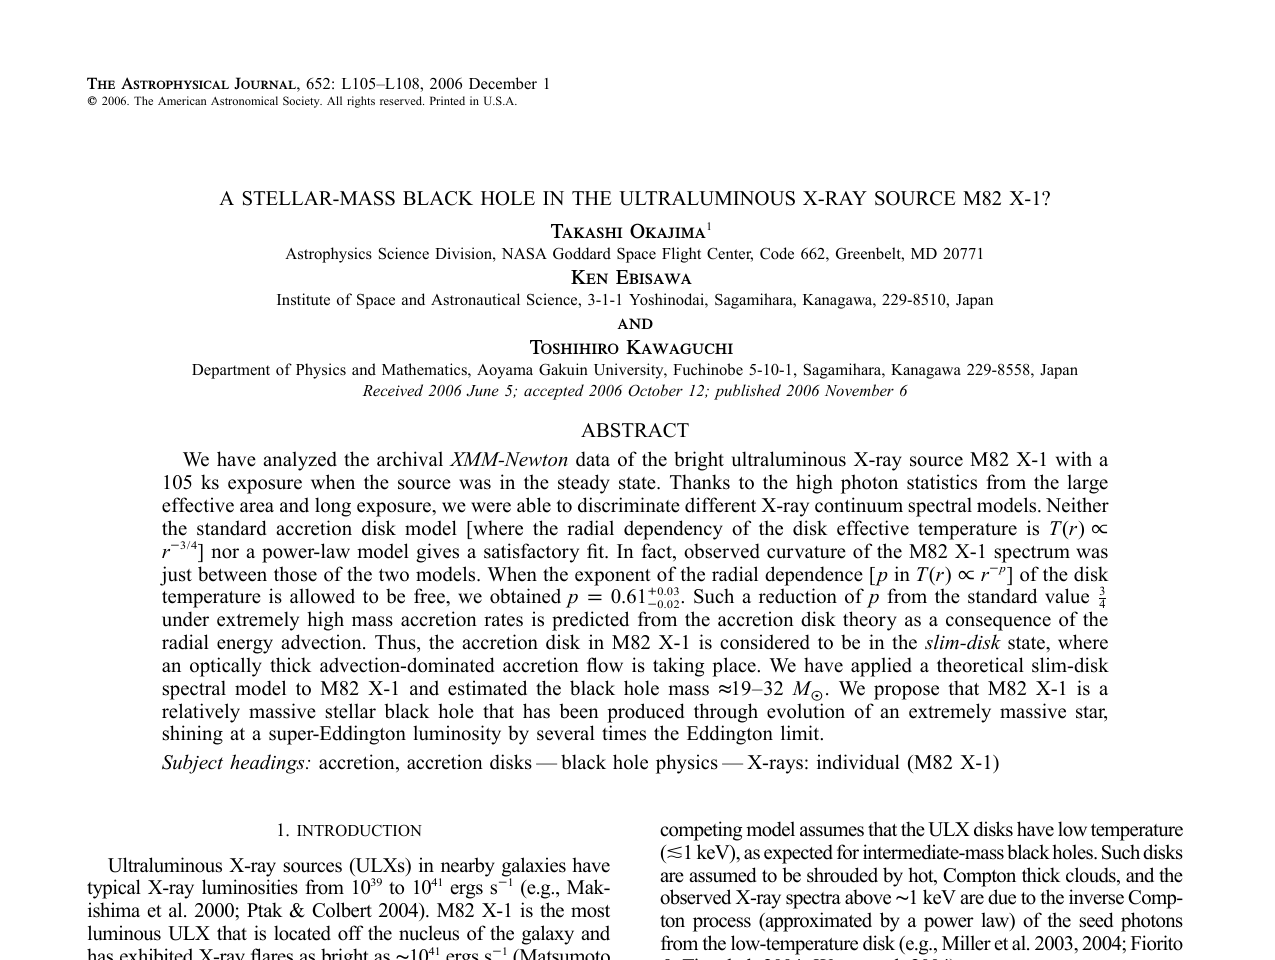 THE ASTROPHYSICAL JOURNAL, 652: L105–L108, 2006 December 1
© 2006. The American Astronomical Society. All rights reserved. Printed in U.S.A.
A STELLAR-MASS BLACK HOLE IN THE ULTRALUMINOUS X-RAY SOURCE M82 X-1?
TAKASHI OKAJIMA¹
Astrophysics Science Division, NASA Goddard Space Flight Center, Code 662, Greenbelt, MD 20771
KEN EBISAWA
Institute of Space and Astronautical Science, 3-1-1 Yoshinodai, Sagamihara, Kanagawa, 229-8510, Japan
AND
TOSHIHIRO KAWAGUCHI
Department of Physics and Mathematics, Aoyama Gakuin University, Fuchinobe 5-10-1, Sagamihara, Kanagawa 229-8558, Japan
Received 2006 June 5; accepted 2006 October 12; published 2006 November 6
ABSTRACT
We have analyzed the archival XMM-Newton data of the bright ultraluminous X-ray source M82 X-1 with a
105 ks exposure when the source was in the steady state. Thanks to the high photon statistics from the large
effective area and long exposure, we were able to discriminate different X-ray continuum spectral models. Neither
the standard accretion disk model [where the radial dependency of the disk effective temperature is T(r) ∝
r^{−3/4}] nor a power-law model gives a satisfactory fit. In fact, observed curvature of the M82 X-1 spectrum was
just between those of the two models. When the exponent of the radial dependence [p in T(r) ∝ r^{−p}] of the disk
temperature is allowed to be free, we obtained p = 0.61^{+0.03}_{−0.02}. Such a reduction of p from the standard value 3/4
under extremely high mass accretion rates is predicted from the accretion disk theory as a consequence of the
radial energy advection. Thus, the accretion disk in M82 X-1 is considered to be in the slim-disk state, where
an optically thick advection-dominated accretion flow is taking place. We have applied a theoretical slim-disk
spectral model to M82 X-1 and estimated the black hole mass ≈19–32 M_⊙. We propose that M82 X-1 is a
relatively massive stellar black hole that has been produced through evolution of an extremely massive star,
shining at a super-Eddington luminosity by several times the Eddington limit.
Subject headings: accretion, accretion disks — black hole physics — X-rays: individual (M82 X-1)
1. INTRODUCTION
Ultraluminous X-ray sources (ULXs) in nearby galaxies have
typical X-ray luminosities from 10³⁹ to 10⁴¹ ergs s⁻¹ (e.g., Mak-
ishima et al. 2000; Ptak & Colbert 2004). M82 X-1 is the most
luminous ULX that is located off the nucleus of the galaxy and
has exhibited X-ray flares as bright as ~10⁴¹ ergs s⁻¹ (Matsumoto
competing model assumes that the ULX disks have low temperature
(≲1 keV), as expected for intermediate-mass black holes. Such disks
are assumed to be shrouded by hot, Compton thick clouds, and the
observed X-ray spectra above ~1 keV are due to the inverse Comp-
ton process (approximated by a power law) of the seed photons
from the low-temperature disk (e.g., Miller et al. 2003, 2004; Fiorito